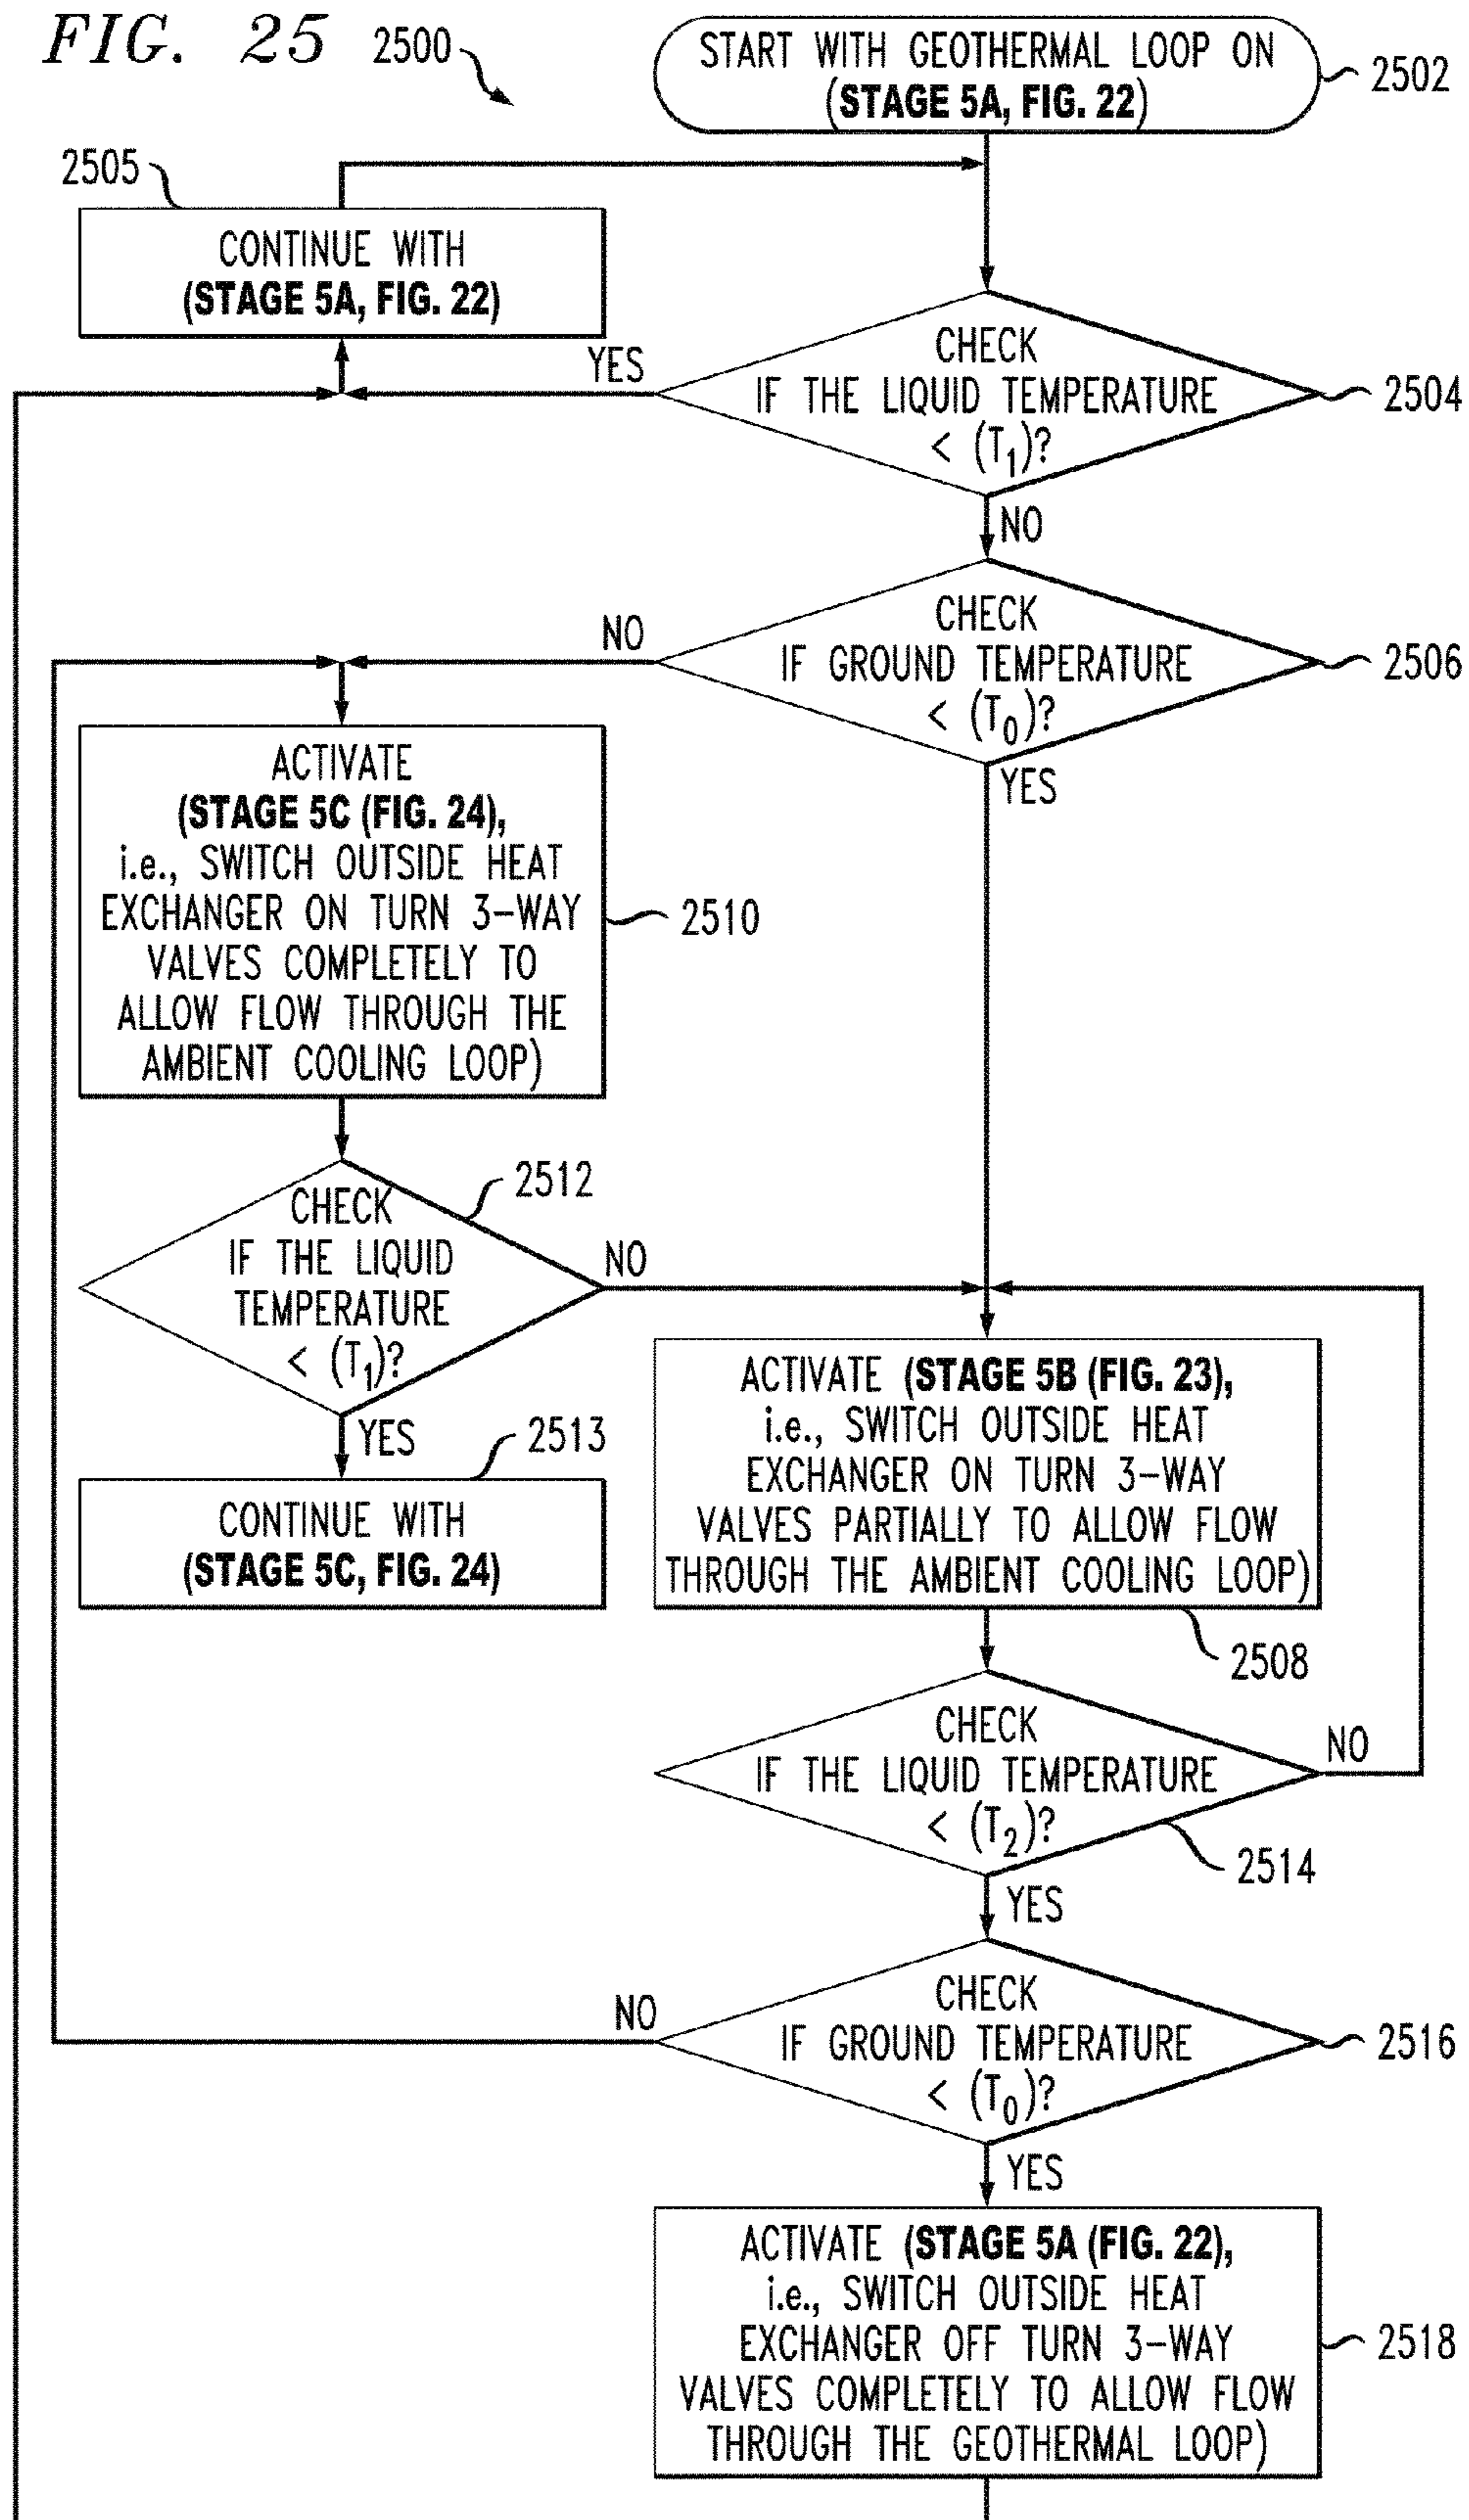 FIG. 25
2500
START WITH GEOTHERMAL LOOP ON
(STAGE 5A, FIG. 22)
2502
2505
CONTINUE WITH
(STAGE 5A, FIG. 22)
YES
CHECK
IF THE LIQUID TEMPERATURE
< (T1)?
2504
NO
CHECK
IF GROUND TEMPERATURE
< (T0)?
2506
NO
YES
ACTIVATE
(STAGE 5C (FIG. 24),
i.e., SWITCH OUTSIDE HEAT
EXCHANGER ON TURN 3-WAY
VALVES COMPLETELY TO
ALLOW FLOW THROUGH THE
AMBIENT COOLING LOOP)
2510
2512
CHECK
IF THE LIQUID
TEMPERATURE
< (T1)?
NO
YES
2513
CONTINUE WITH
(STAGE 5C, FIG. 24)
ACTIVATE (STAGE 5B (FIG. 23),
i.e., SWITCH OUTSIDE HEAT
EXCHANGER ON TURN 3-WAY
VALVES PARTIALLY TO ALLOW FLOW
THROUGH THE AMBIENT COOLING LOOP)
2508
CHECK
IF THE LIQUID TEMPERATURE
< (T2)?
NO
2514
YES
CHECK
IF GROUND TEMPERATURE
< (T0)?
NO
2516
YES
ACTIVATE (STAGE 5A (FIG. 22),
i.e., SWITCH OUTSIDE HEAT
EXCHANGER OFF TURN 3-WAY
VALVES COMPLETELY TO ALLOW FLOW
THROUGH THE GEOTHERMAL LOOP)
2518